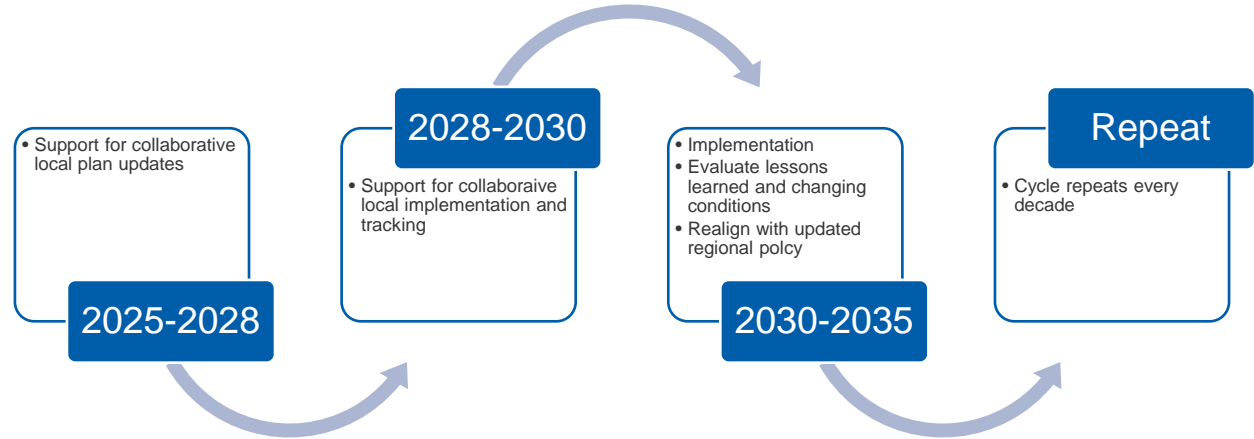 • Support for collaborative
local plan updates
2025-2028
2028-2030
• Support for collaboraive
local implementation and
tracking
• Implementation
• Evaluate lessons
learned and changing
conditions
• Realign with updated
regional polcy
2030-2035
Repeat
• Cycle repeats every
decade